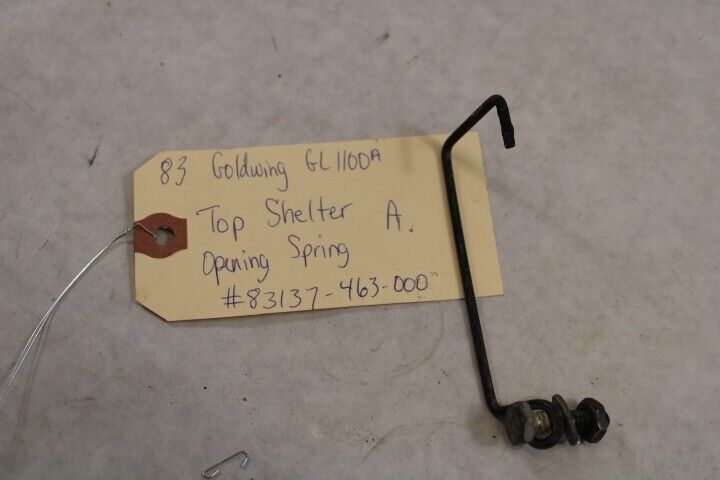 83 Goldwing GL1100A
Top Shelter A.
Opening Spring
#83137-463-000